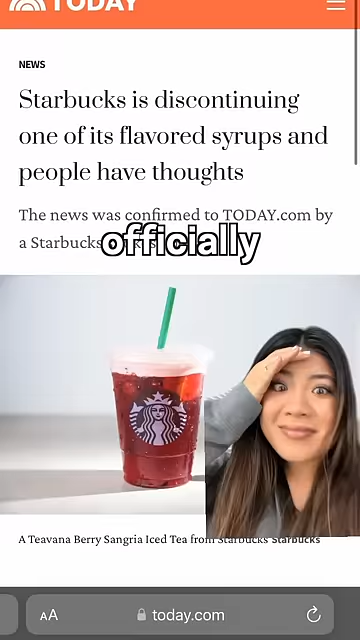 TODAY
NEWS
Starbucks is discontinuing
one of its flavored syrups and
people have thoughts
The news was confirmed to TODAY.com by
a Starbucks
officially
A Teavana Berry Sangria Iced Tea from Starbucks Starbucks
AA
today.com